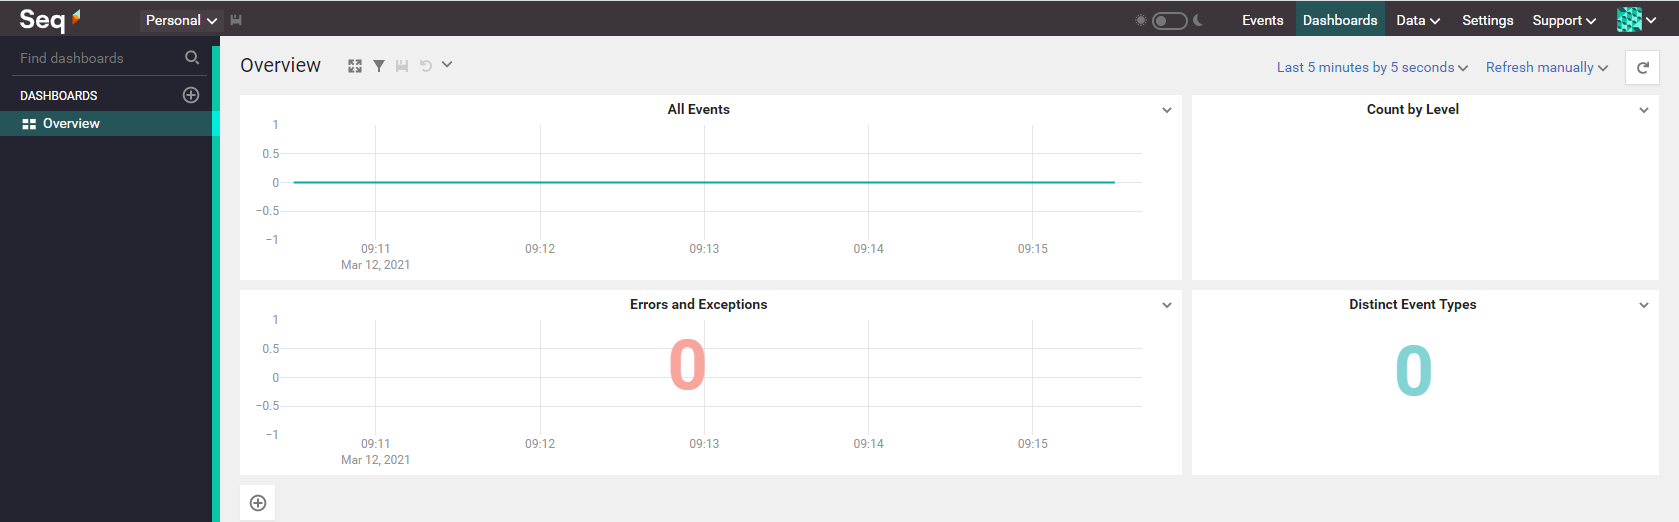 Seq
Personal
Events
Dashboards
Data
Settings
Support
Find dashboards
DASHBOARDS
Overview
Overview
Last 5 minutes by 5 seconds
Refresh manually
All Events
1
0.5
0
−0.5
−1
09:11
09:12
09:13
09:14
09:15
Mar 12, 2021
Count by Level
Errors and Exceptions
1
0.5
0
−0.5
−1
0
09:11
09:12
09:13
09:14
09:15
Mar 12, 2021
Distinct Event Types
0